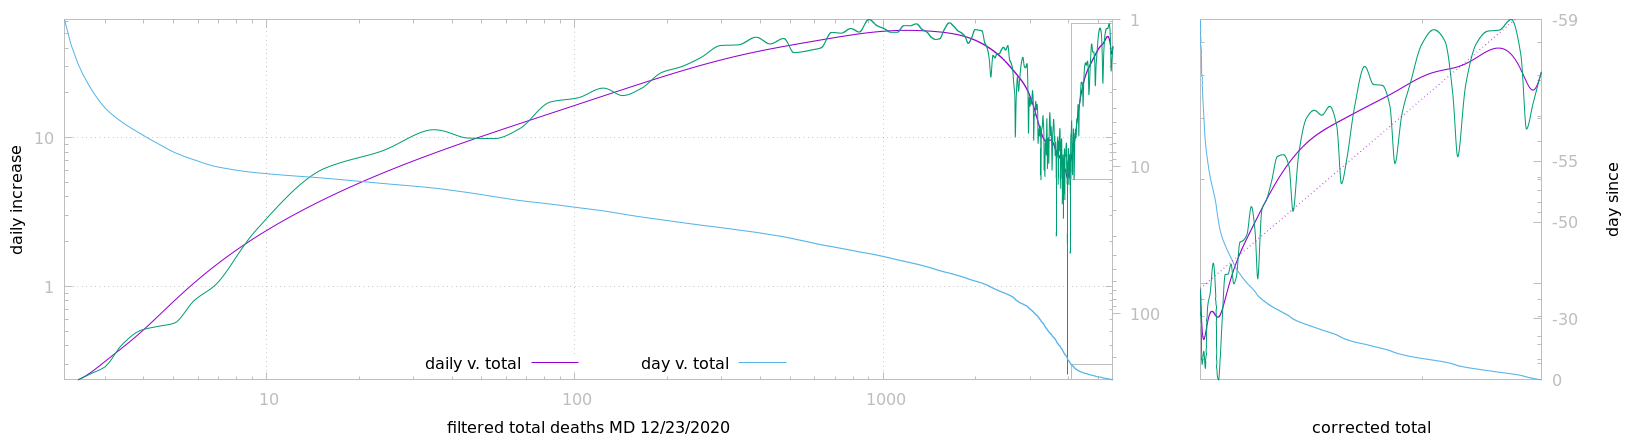 daily increase
10
1
daily v. total
day v. total
10
100
1000
filtered total deaths MD 12/23/2020
1
10
100
-59
-55
-50
-30
0
day since
corrected total